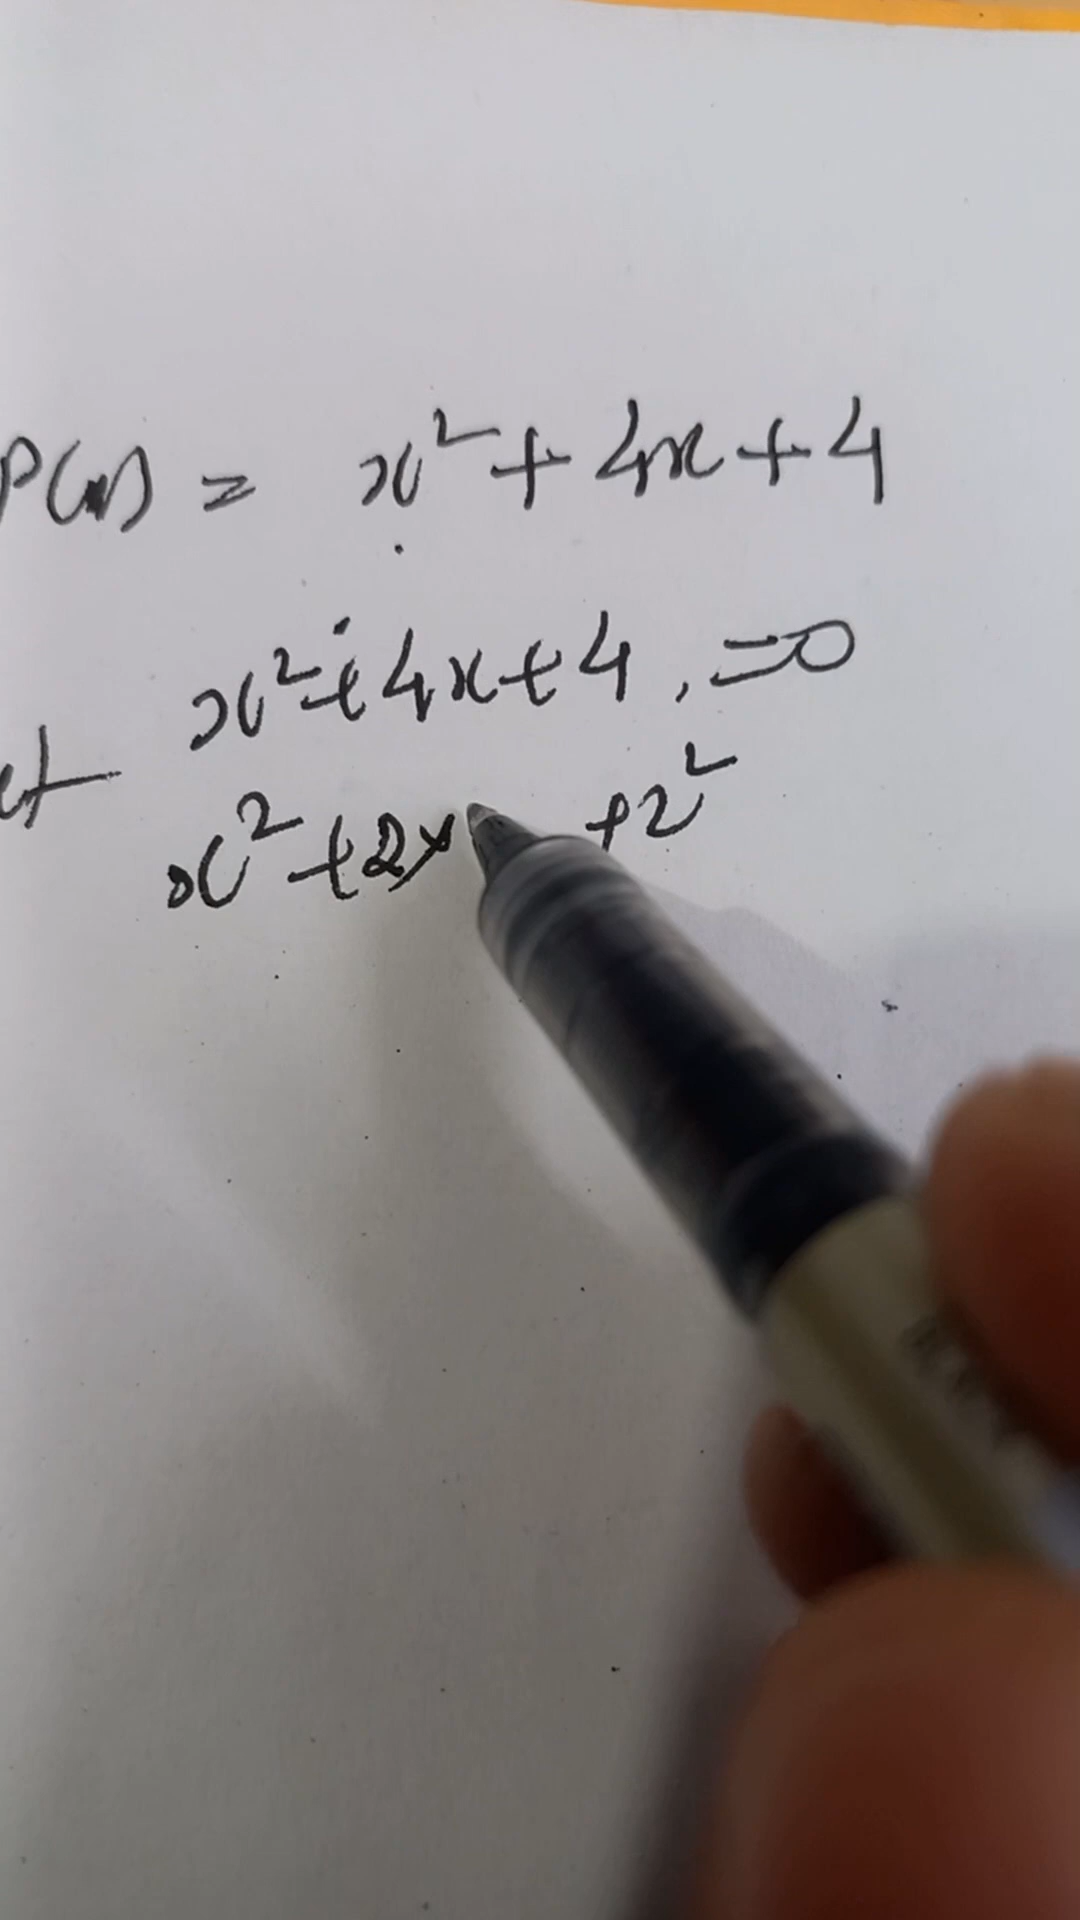 P(x) = x² + 4x + 4
x² + 4x + 4 = 0
x² + 2x +2²